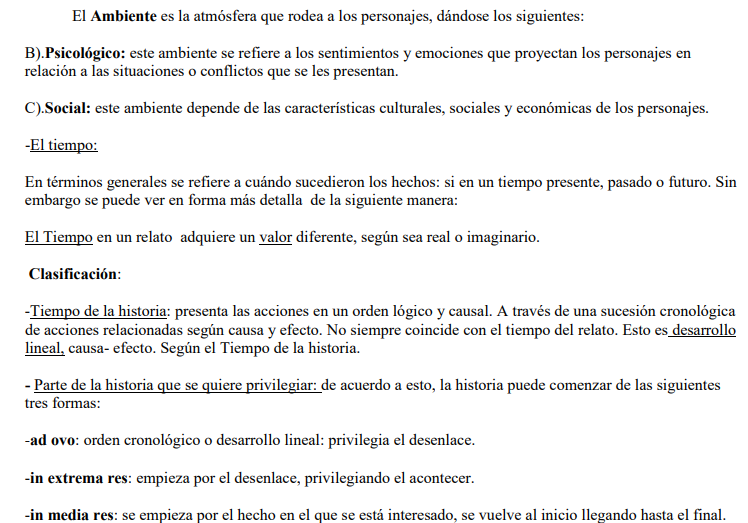 El Ambiente es la atmósfera que rodea a los personajes, dándose los siguientes:
B).Psicológico: este ambiente se refiere a los sentimientos y emociones que proyectan los personajes en
relación a las situaciones o conflictos que se les presentan.
C).Social: este ambiente depende de las características culturales, sociales y económicas de los personajes.
-El tiempo:
En términos generales se refiere a cuándo sucedieron los hechos: si en un tiempo presente, pasado o futuro. Sin
embargo se puede ver en forma más detalla de la siguiente manera:
El Tiempo en un relato adquiere un valor diferente, según sea real o imaginario.
Clasificación:
-Tiempo de la historia: presenta las acciones en un orden lógico y causal. A través de una sucesión cronológica
de acciones relacionadas según causa y efecto. No siempre coincide con el tiempo del relato. Esto es desarrollo
lineal, causa- efecto. Según el Tiempo de la historia.
- Parte de la historia que se quiere privilegiar: de acuerdo a esto, la historia puede comenzar de las siguientes
tres formas:
-ad ovo: orden cronológico o desarrollo lineal: privilegia el desenlace.
-in extrema res: empieza por el desenlace, privilegiando el acontecer.
-in media res: se empieza por el hecho en el que se está interesado, se vuelve al inicio llegando hasta el final.